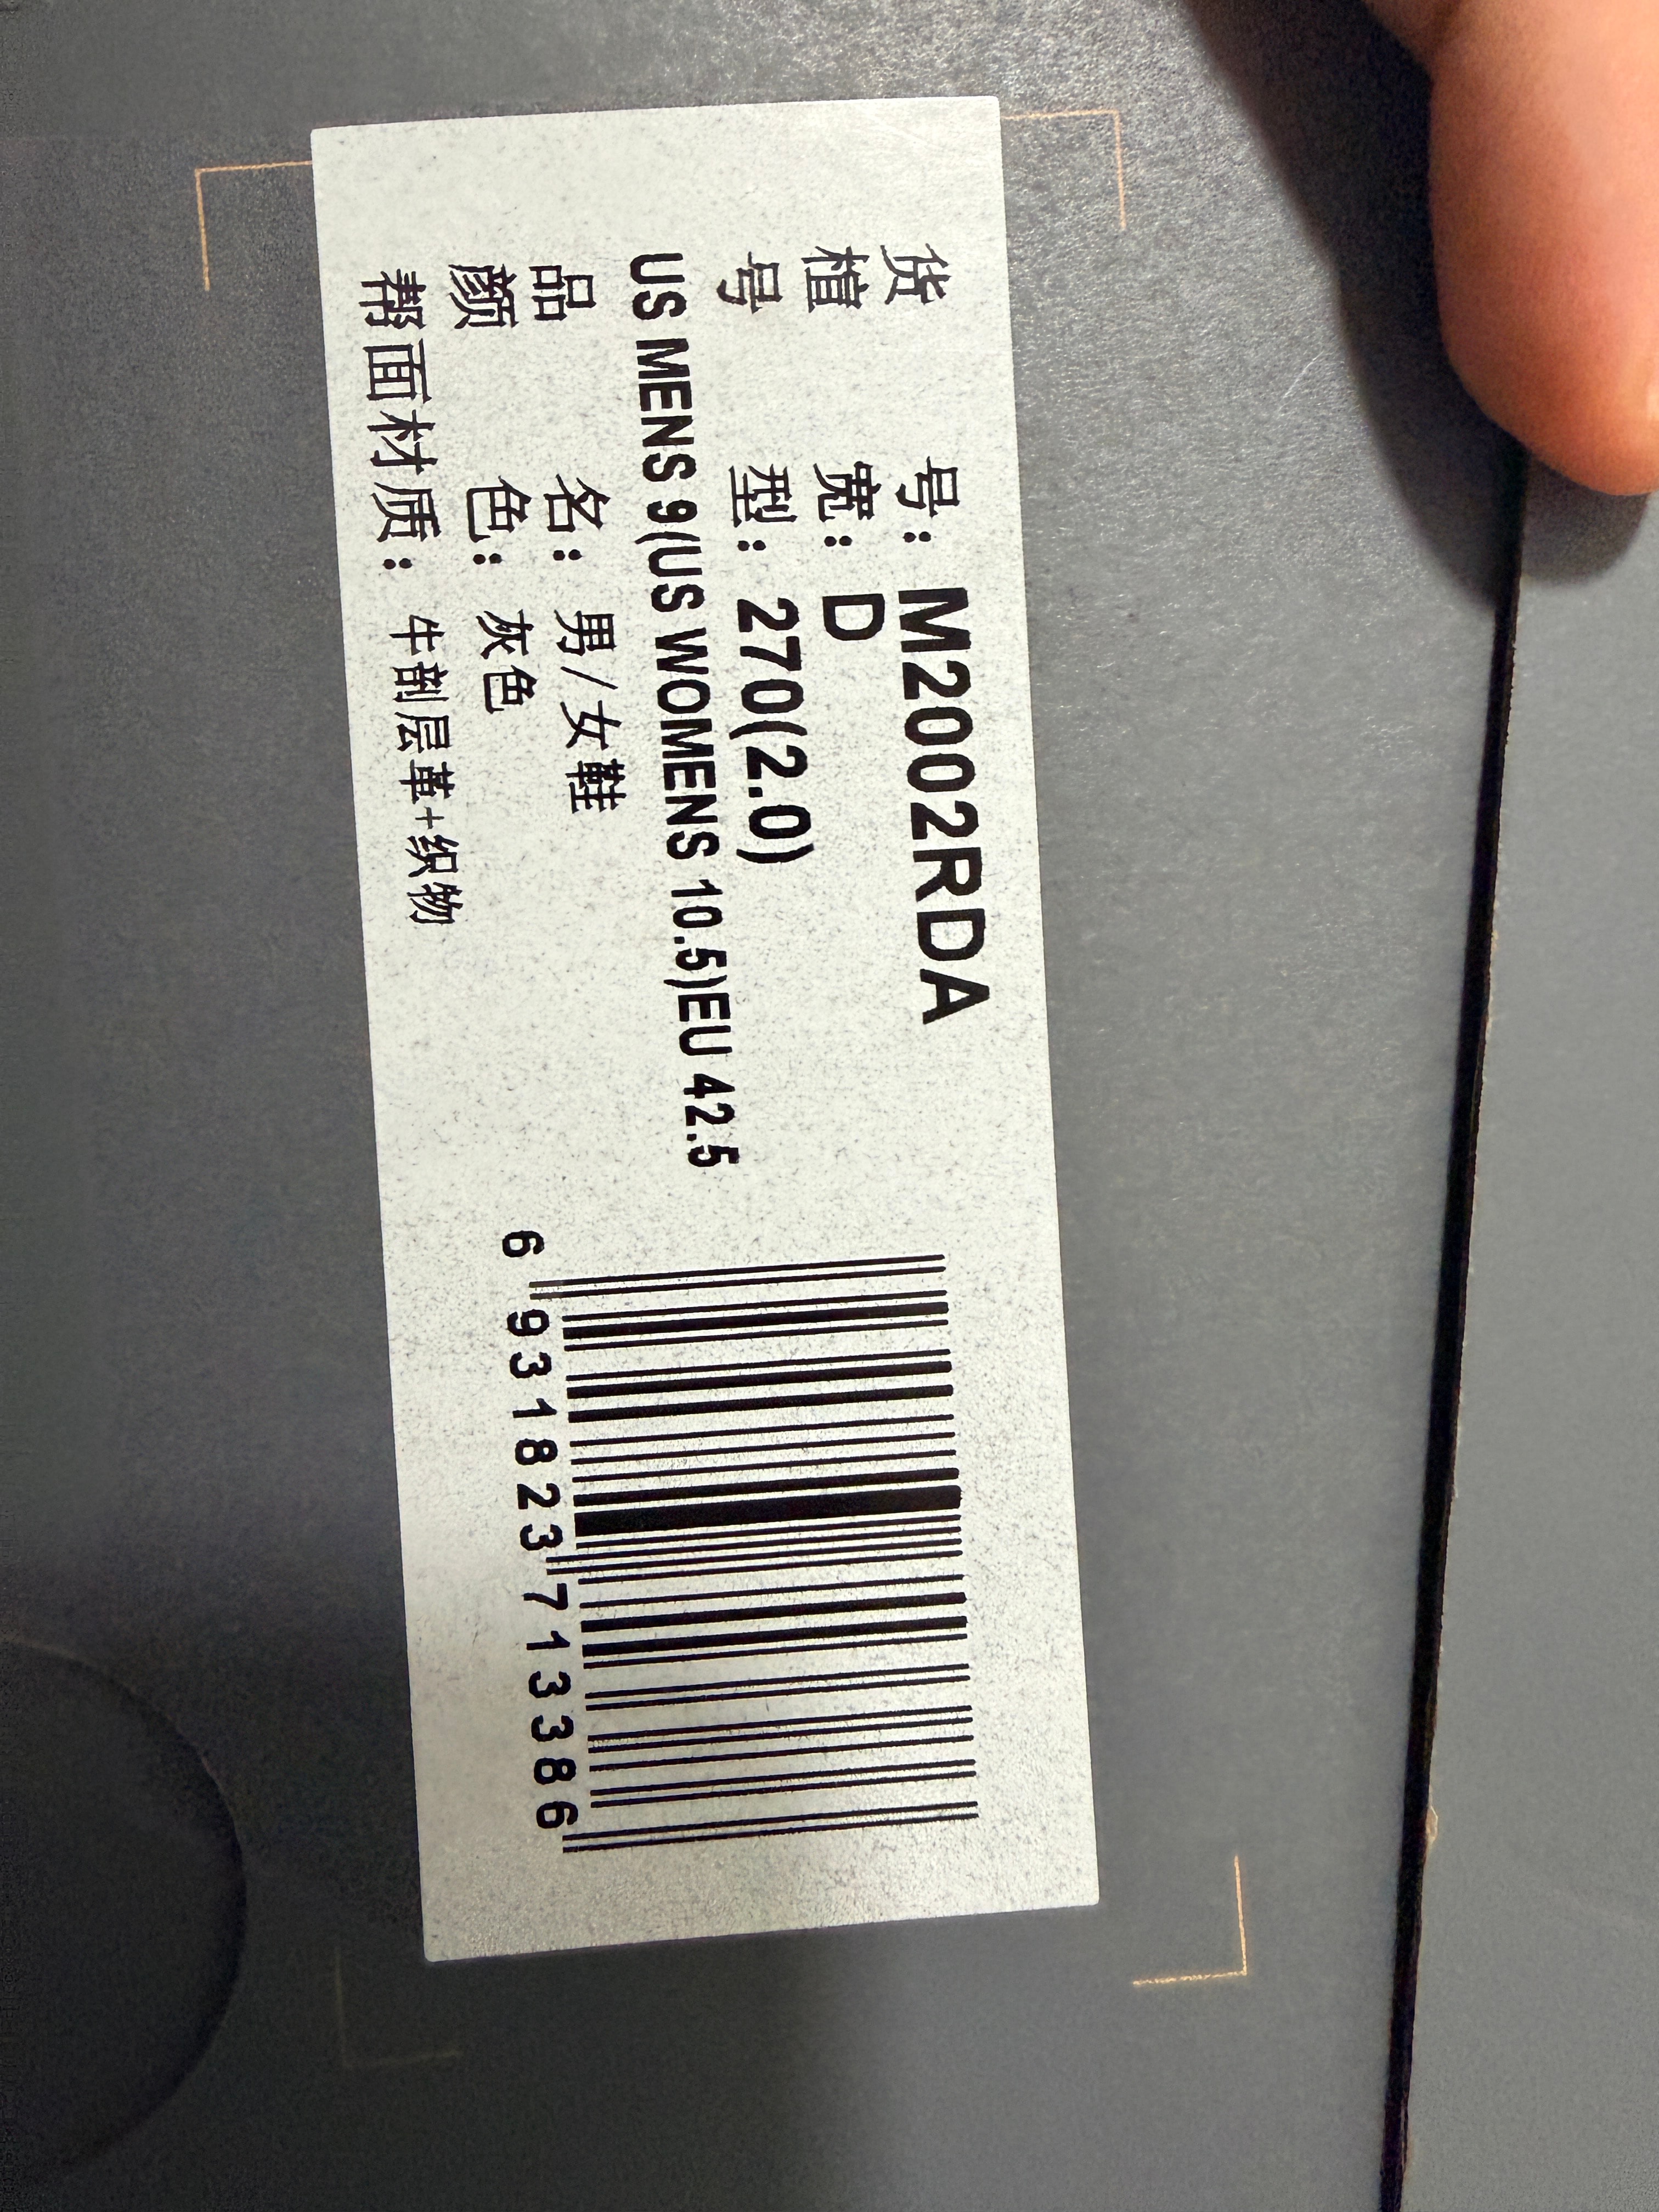 货 号: M2002RDA
楦 宽: D
号 型: 270(2.0)
US MENS 9(US WOMENS 10.5)EU 42.5
品 名: 男/女鞋
颜 色: 灰色
帮面材质: 牛剖层革+织物
6 931823 713386